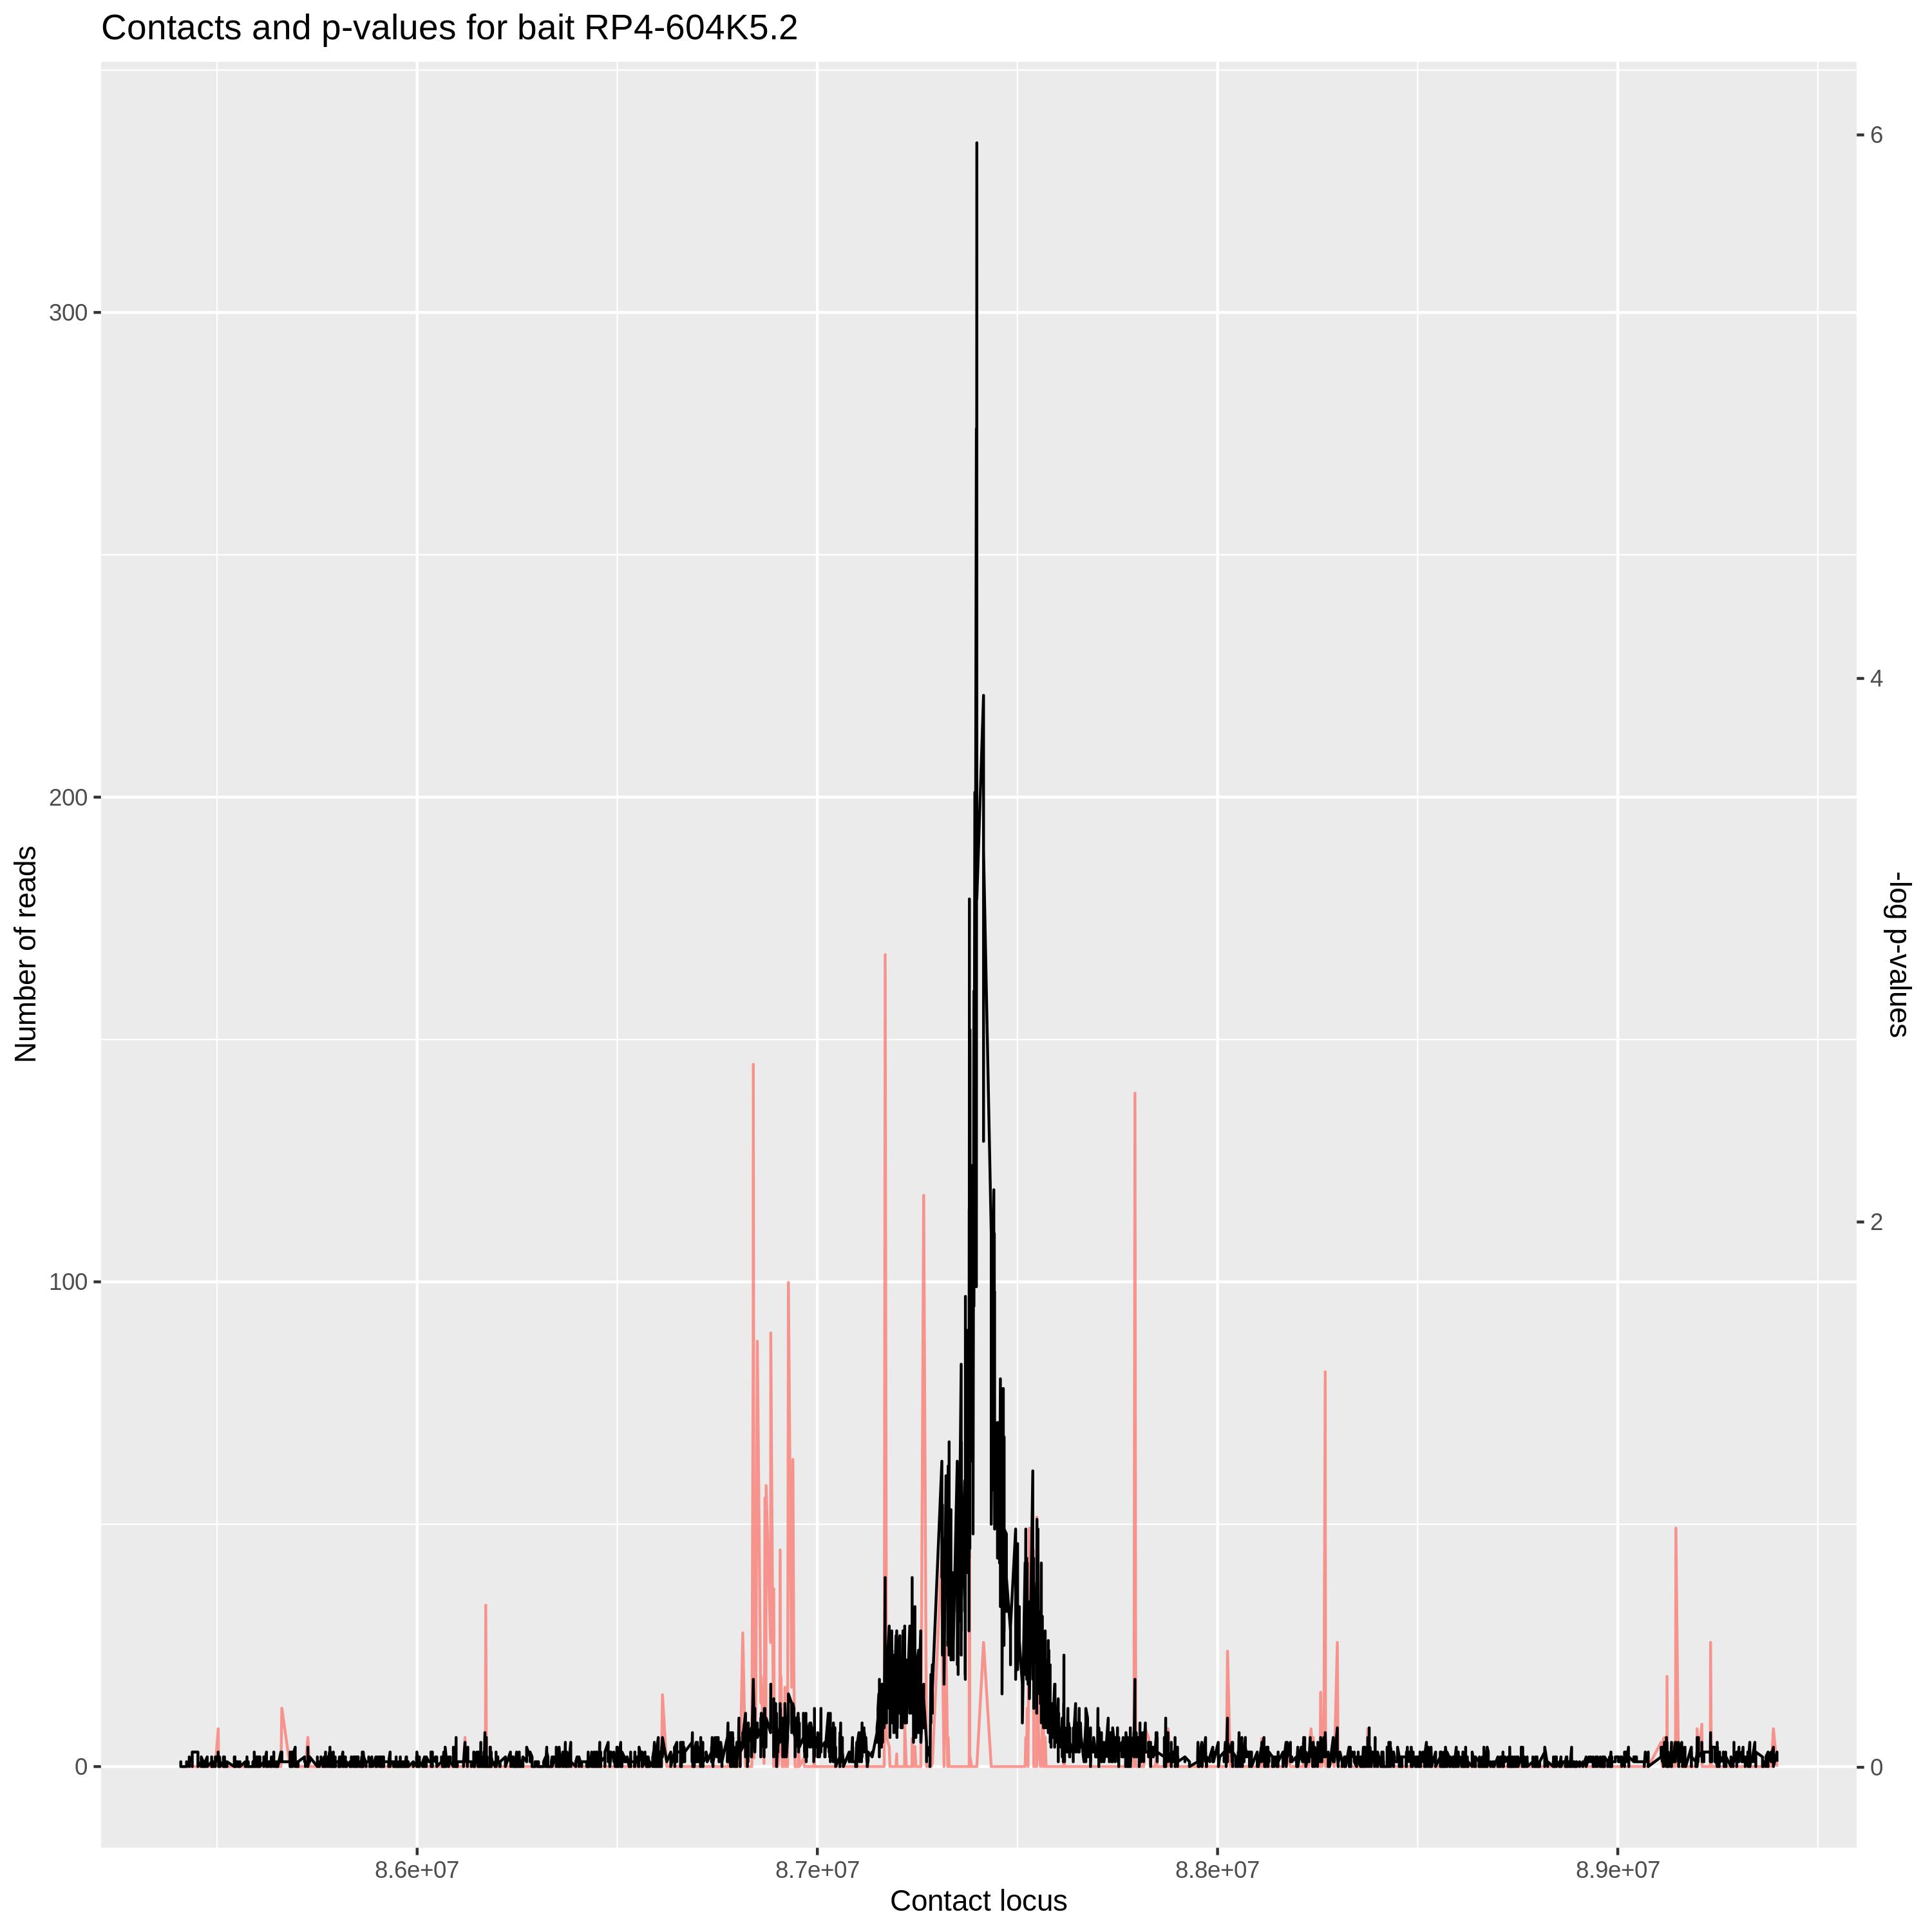 Contacts and p-values for bait RP4-604K5.2
Number of reads
300
200
100
0
6
4
2
0
-log p-values
8.6e+07 8.7e+07 8.8e+07 8.9e+07
Contact locus